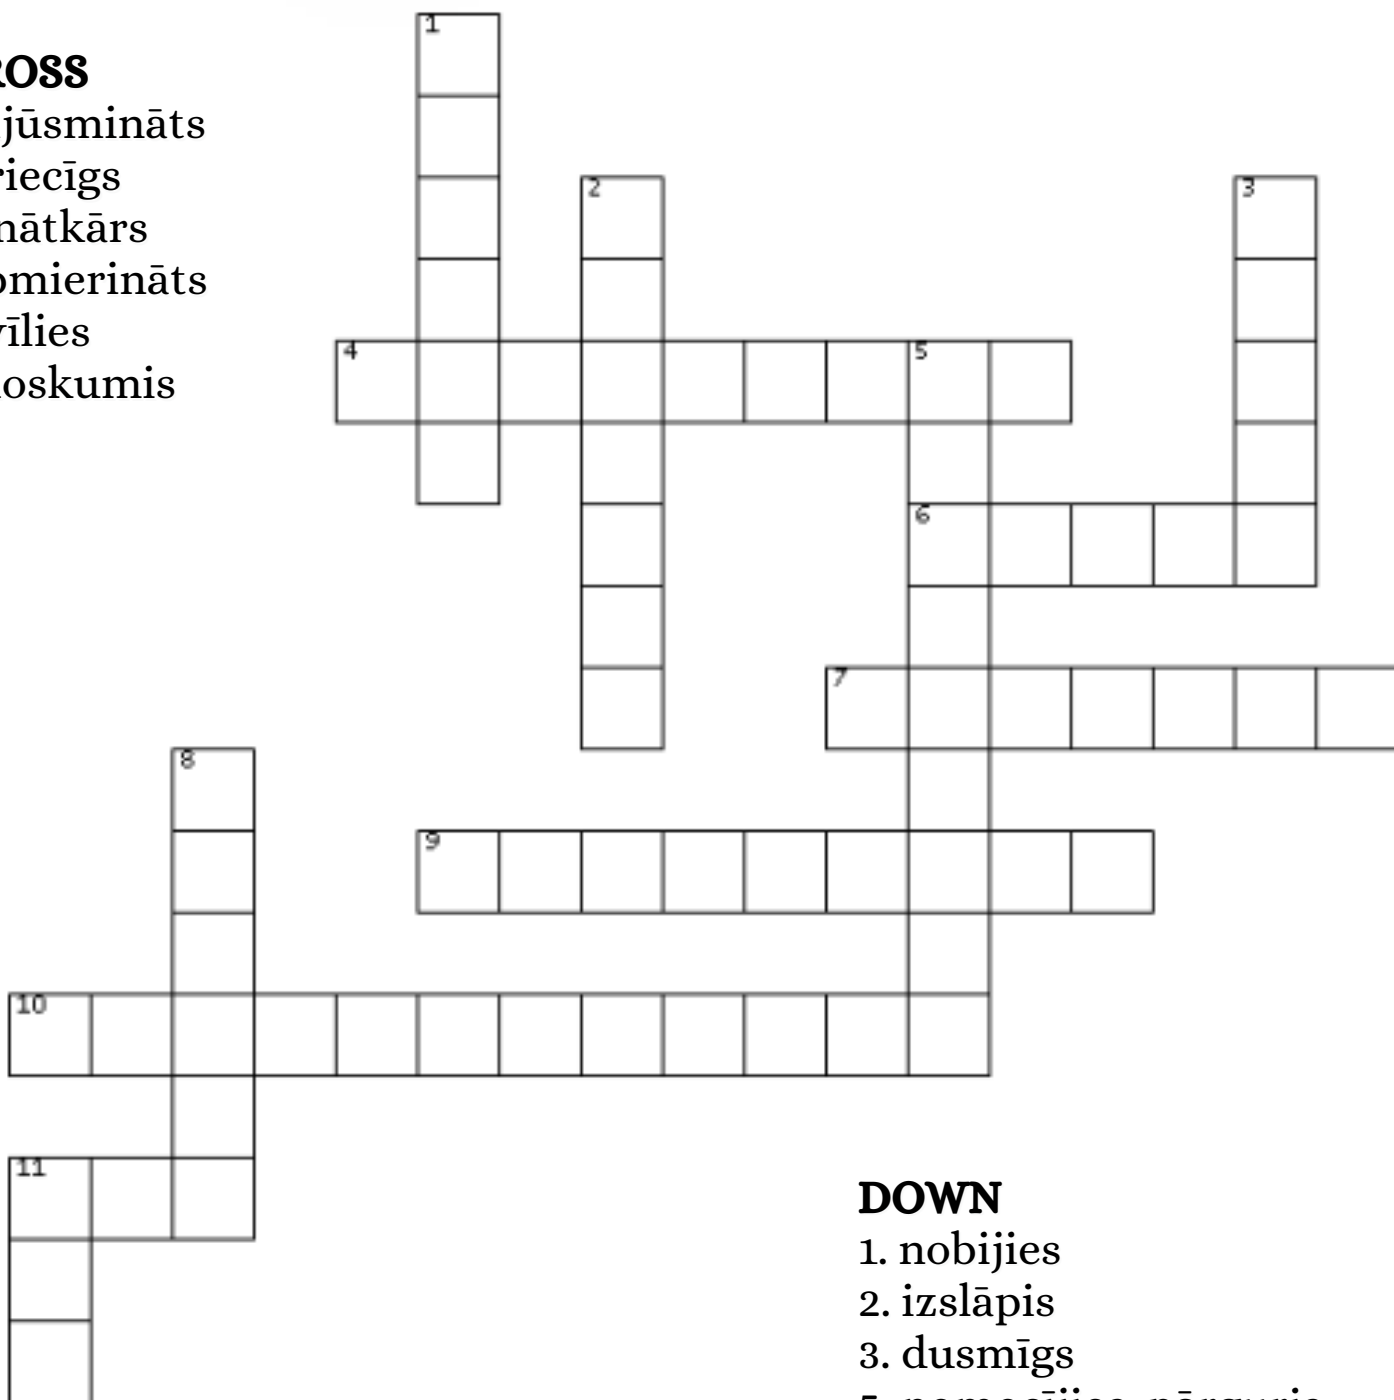 ROSS
jūsmināts
riecīgs
nātkārs
omierināts
vīlies
oskumis
1
2
3
4
5
6
7
8
9
10
11
DOWN
1. nobijies
2. izslāpis
3. dusmīgs